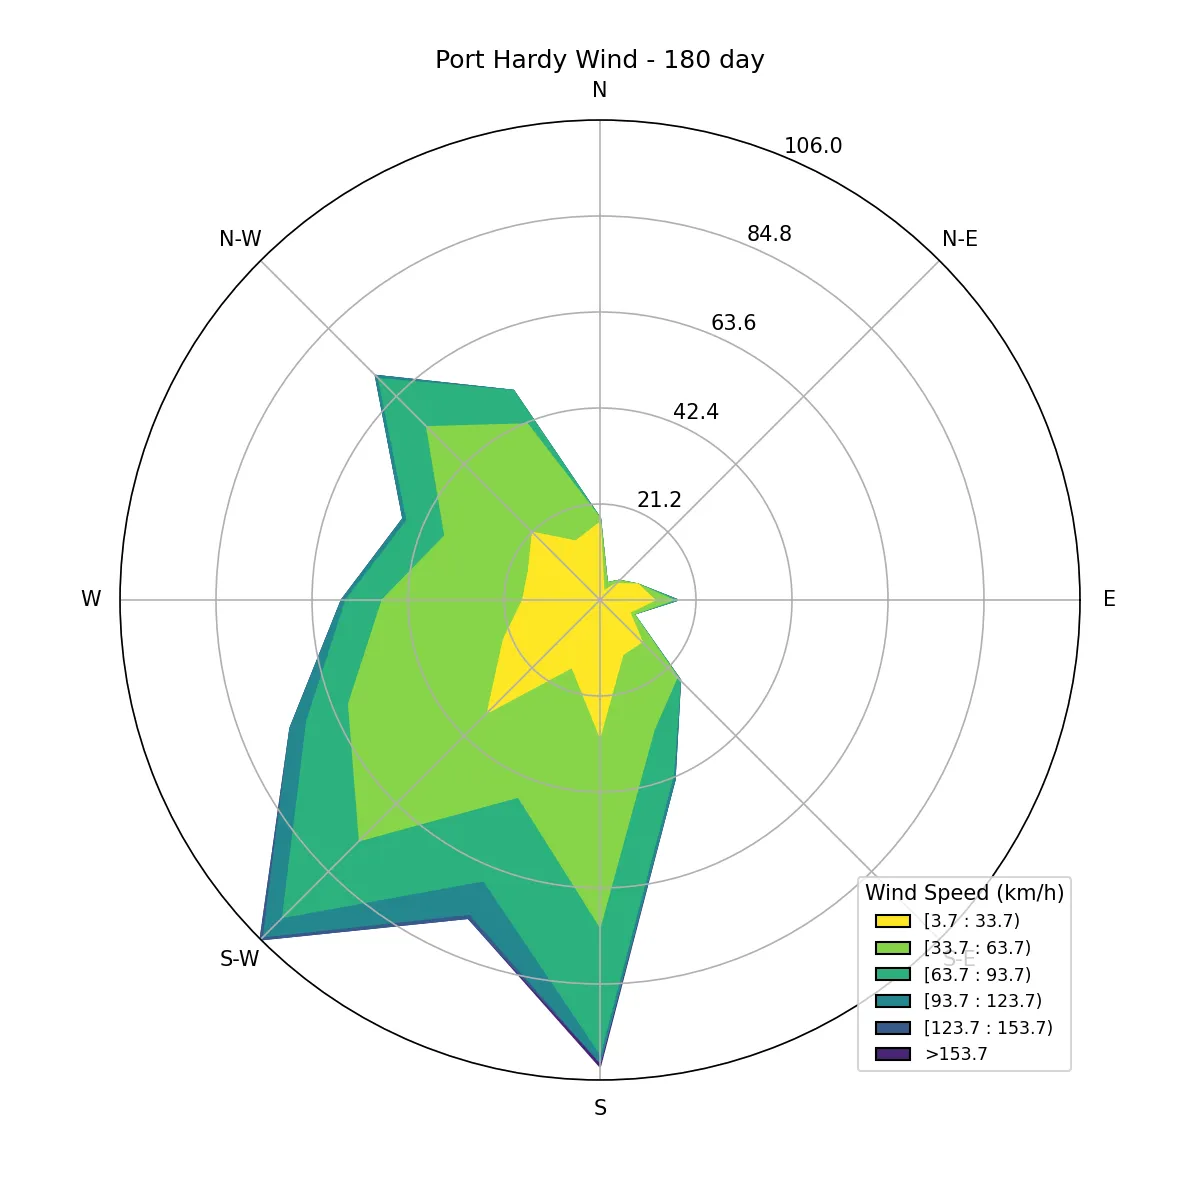 Port Hardy Wind - 180 day
N
106.0
84.8
N-W
N-E
63.6
42.4
21.2
W
E
Wind Speed (km/h)
[3.7 : 33.7)
[33.7 : 63.7)
S-W
S-E
[63.7 : 93.7)
[93.7 : 123.7)
[123.7 : 153.7)
>153.7
S